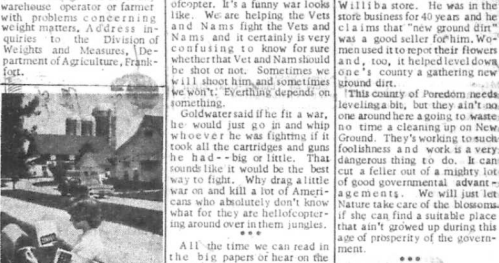 warehouse operator or farmer
with problems concerning
weight matters. Address in-
quiries to the Division of
Weights and Measures, De-
partment of Agriculture, Frank-
fort.
ofcopter. It's a funny war looks
like. We are helping the Vets
and Nams fight the Vets and
Nams and it certainly is very
confusing to know for sure
whether that Vet and Nam should
be shot or not. Sometimes we
will shoot him and sometimes
we won't. Everthing depends on
something.
Goldwater said if he fit a war,
he would just go in and whip
whoever he was fighting if it
took all the cartridges and guns
he had--big or little. That
sounds like it would be the best
way to fight. Why drag a little
war on and kill a lot of Ameri-
cans who absolutely don't know
what for they are hellofcopter-
ing around over in them jungles.
***
All the time we can read in
the big papers or hear on the
Williba store. He was in the
store business for 40 years and he
claims that "new ground dirt"
was a good seller for him. Wo-
men used it to repot their flowers
and, too, it helped level down
one's county a gathering new
ground dirt.
This county of Poredom needs
leveling a bit, but they ain't no
one around here a going to waste
no time a cleaning up on New
Ground. They're working to such
foolishness and work is a very
dangerous thing to do. It can
cut a feller out of a mighty lot
of good governmental advant-
agements. We will just let
Nature take care of the blossoms
if she can find a suitable place
that ain't growed up during this
age of prosperity of the govern-
ment.
***